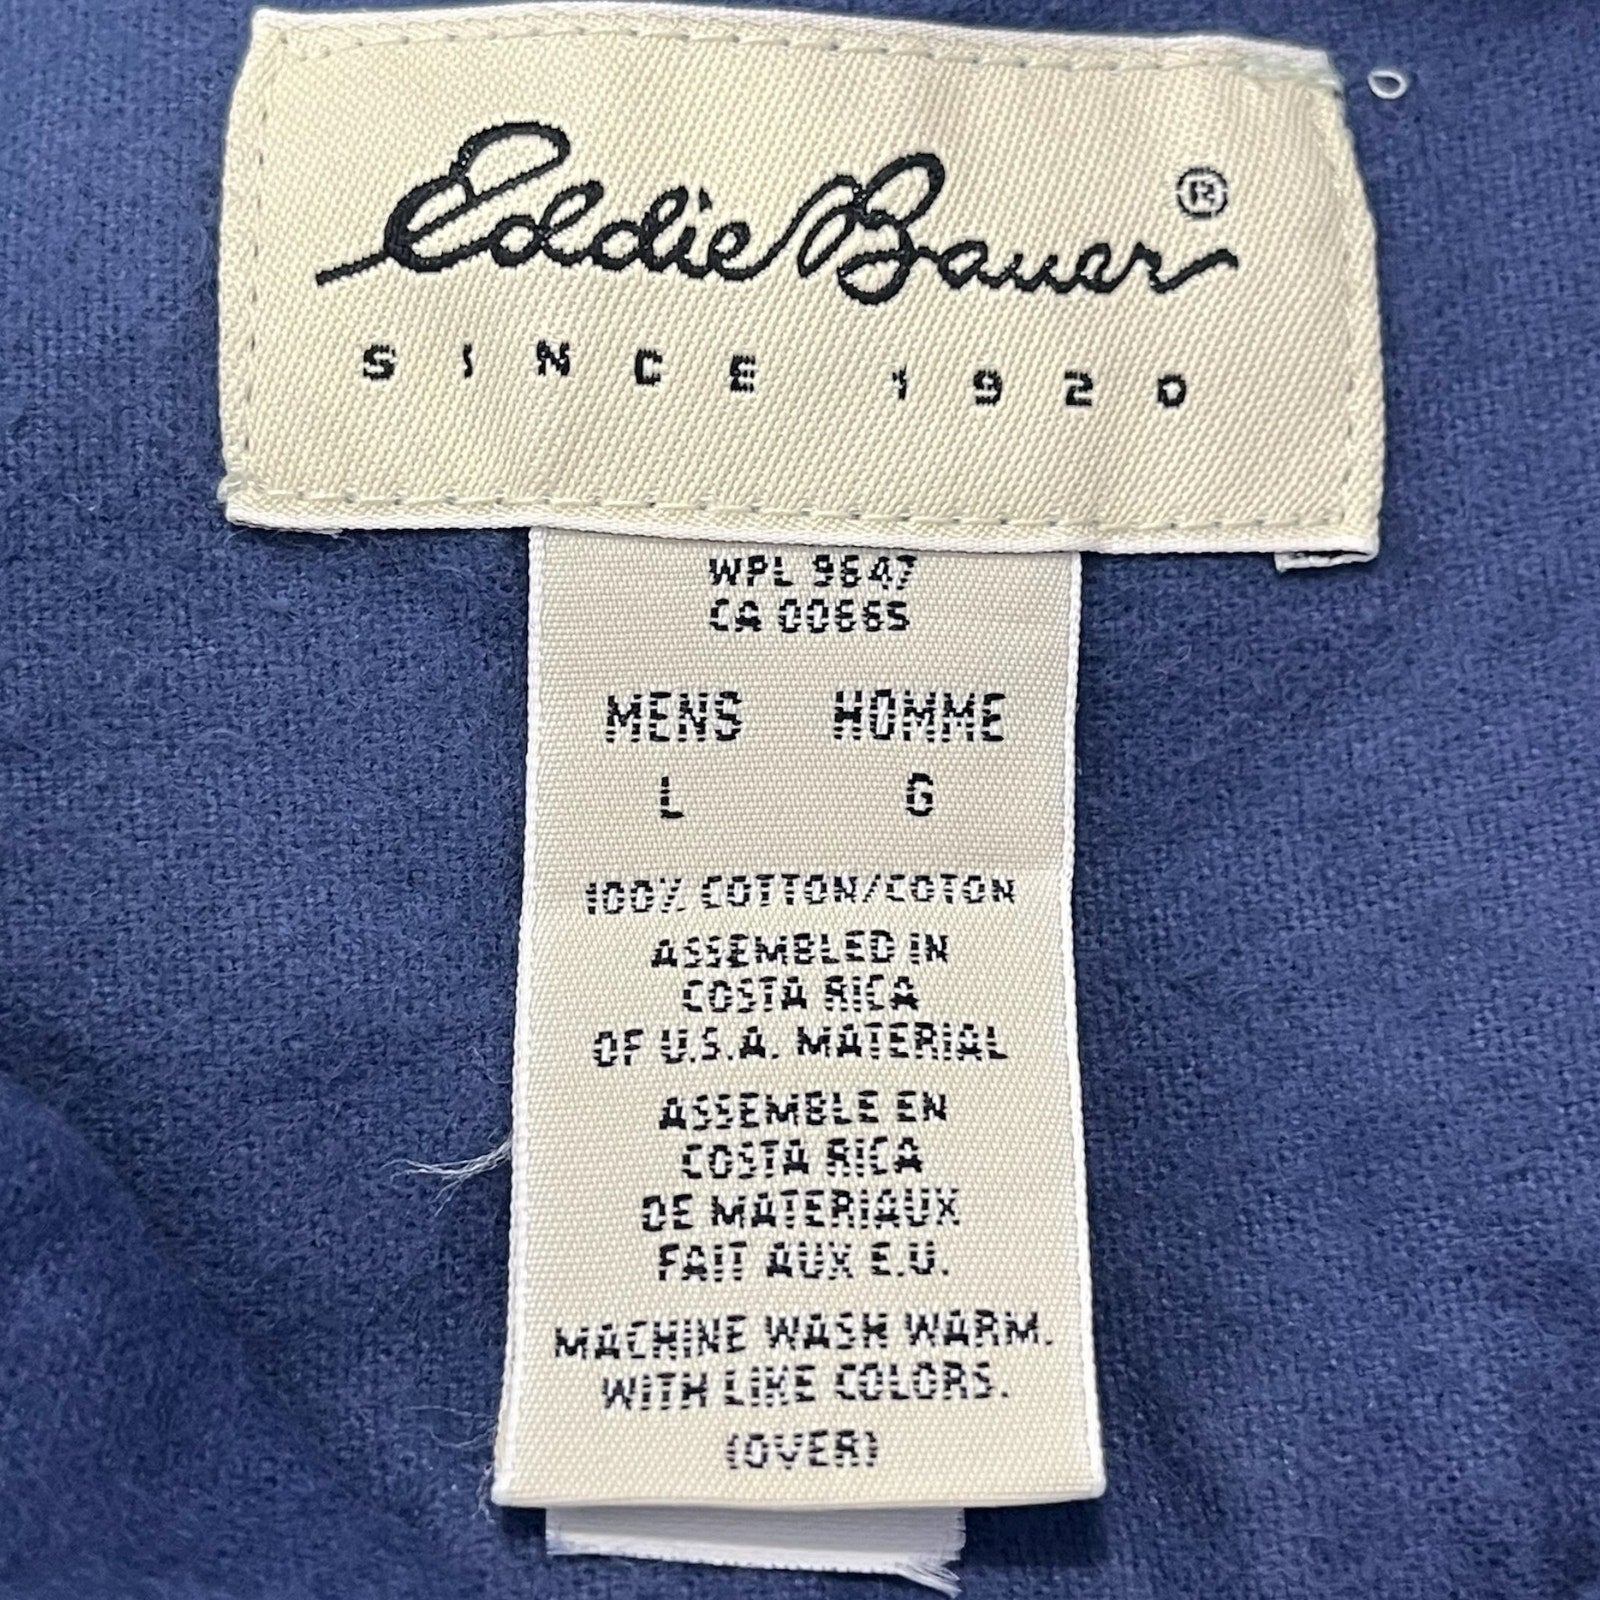 Eddie Bauer®
SINCE 1920
WPL 9647
CA 00665
MENS HOMME
L G
100% COTTON/COTON
ASSEMBLED IN
COSTA RICA
OF U.S.A. MATERIAL
ASSEMBLE EN
COSTA RICA
DE MATERIAUX
FAIT AUX E.U.
MACHINE WASH WARM.
WITH LIKE COLORS.
(OVER)